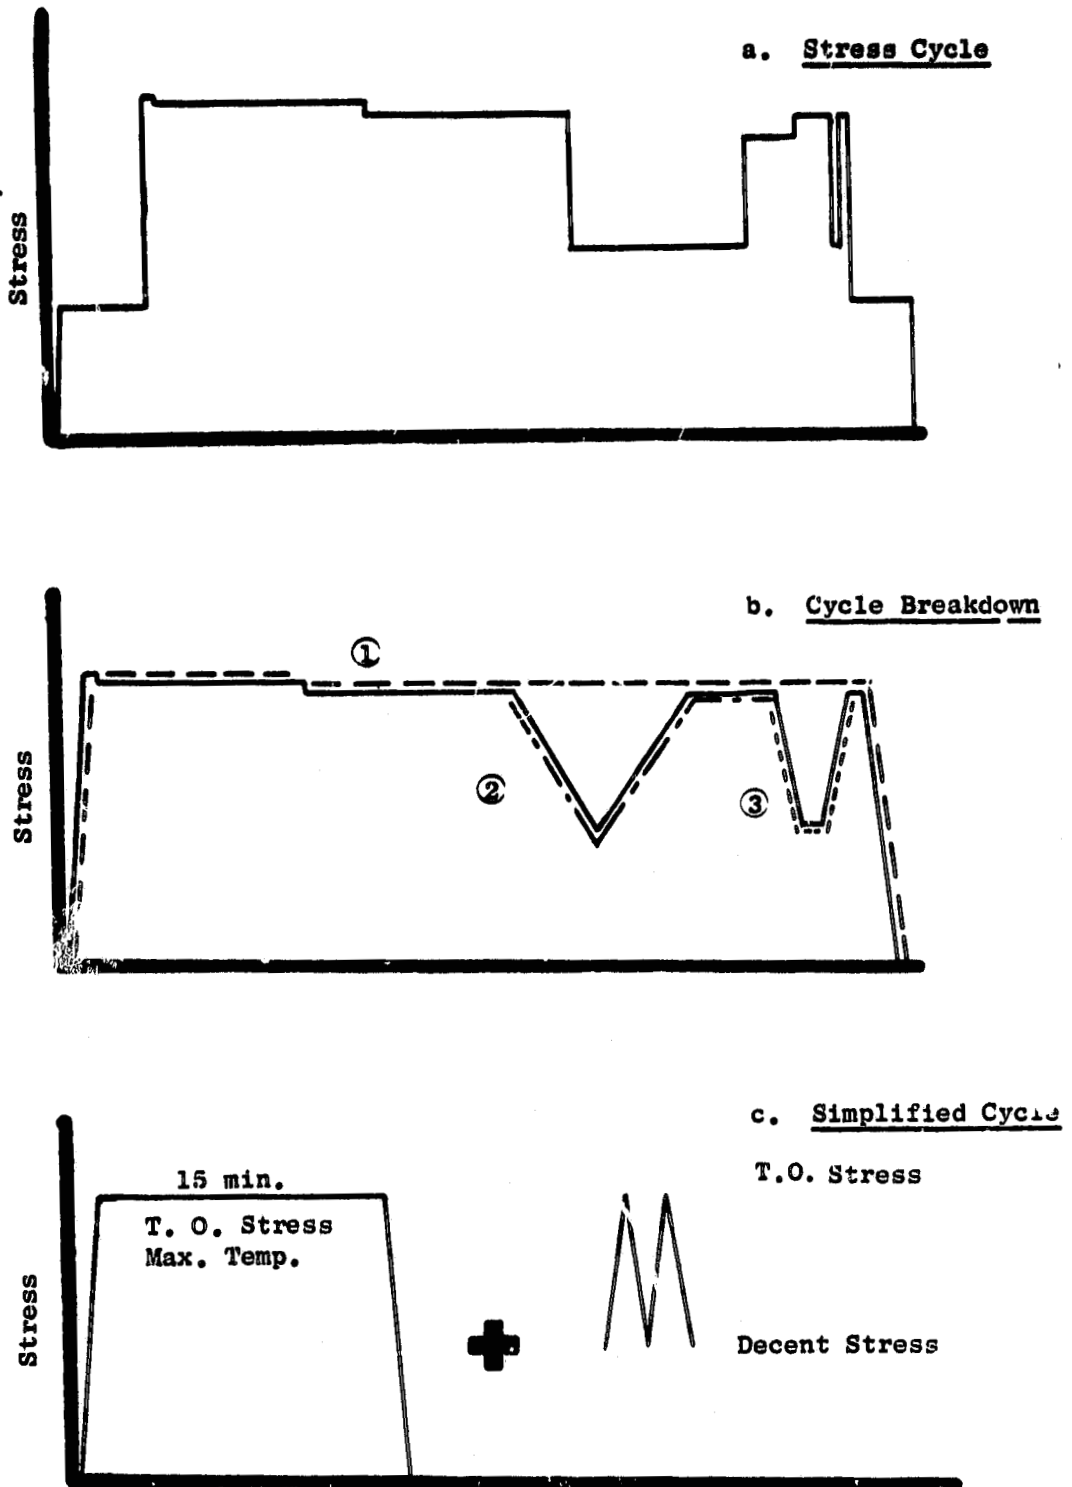 a. Stress Cycle
Stress
b. Cycle Breakdown
①
②
③
Stress
c. Simplified Cycle
T.O. Stress
15 min.
T. O. Stress
Max. Temp.
Decent Stress
Stress